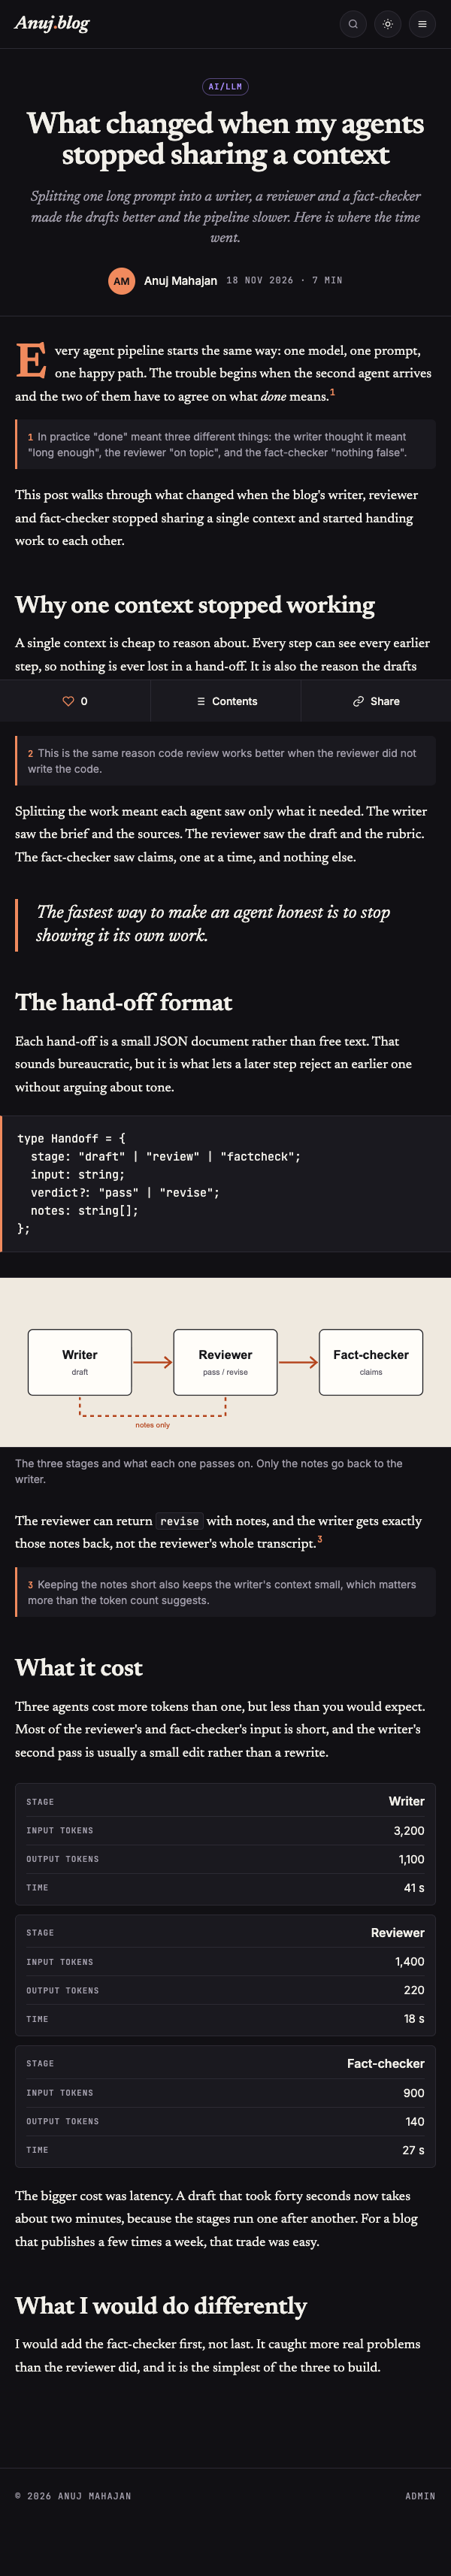 Anuj.blog
AI/LLM
What changed when my agents
stopped sharing a context
Splitting one long prompt into a writer, a reviewer and a fact-checker
made the drafts better and the pipeline slower. Here is where the time
went.
AM Anuj Mahajan 18 NOV 2026 · 7 MIN
Every agent pipeline starts the same way: one model, one prompt,
one happy path. The trouble begins when the second agent arrives
and the two of them have to agree on what done means.1
1 In practice "done" meant three different things: the writer thought it meant
"long enough", the reviewer "on topic", and the fact-checker "nothing false".
This post walks through what changed when the blog's writer, reviewer
and fact-checker stopped sharing a single context and started handing
work to each other.
Why one context stopped working
A single context is cheap to reason about. Every step can see every earlier
step, so nothing is ever lost in a hand-off. It is also the reason the drafts
0 Contents Share
2 This is the same reason code review works better when the reviewer did not
write the code.
Splitting the work meant each agent saw only what it needed. The writer
saw the brief and the sources. The reviewer saw the draft and the rubric.
The fact-checker saw claims, one at a time, and nothing else.
The fastest way to make an agent honest is to stop
showing it its own work.
The hand-off format
Each hand-off is a small JSON document rather than free text. That
sounds bureaucratic, but it is what lets a later step reject an earlier one
without arguing about tone.
type Handoff = {
  stage: "draft" | "review" | "factcheck";
  input: string;
  verdict?: "pass" | "revise";
  notes: string[];
};
Writer Reviewer Fact-checker
draft pass / revise claims
notes only
The three stages and what each one passes on. Only the notes go back to the
writer.
The reviewer can return revise with notes, and the writer gets exactly
those notes back, not the reviewer's whole transcript.3
3 Keeping the notes short also keeps the writer's context small, which matters
more than the token count suggests.
What it cost
Three agents cost more tokens than one, but less than you would expect.
Most of the reviewer's and fact-checker's input is short, and the writer's
second pass is usually a small edit rather than a rewrite.
STAGE Writer
INPUT TOKENS 3,200
OUTPUT TOKENS 1,100
TIME 41 s
STAGE Reviewer
INPUT TOKENS 1,400
OUTPUT TOKENS 220
TIME 18 s
STAGE Fact-checker
INPUT TOKENS 900
OUTPUT TOKENS 140
TIME 27 s
The bigger cost was latency. A draft that took forty seconds now takes
about two minutes, because the stages run one after another. For a blog
that publishes a few times a week, that trade was easy.
What I would do differently
I would add the fact-checker first, not last. It caught more real problems
than the reviewer did, and it is the simplest of the three to build.
© 2026 ANUJ MAHAJAN ADMIN